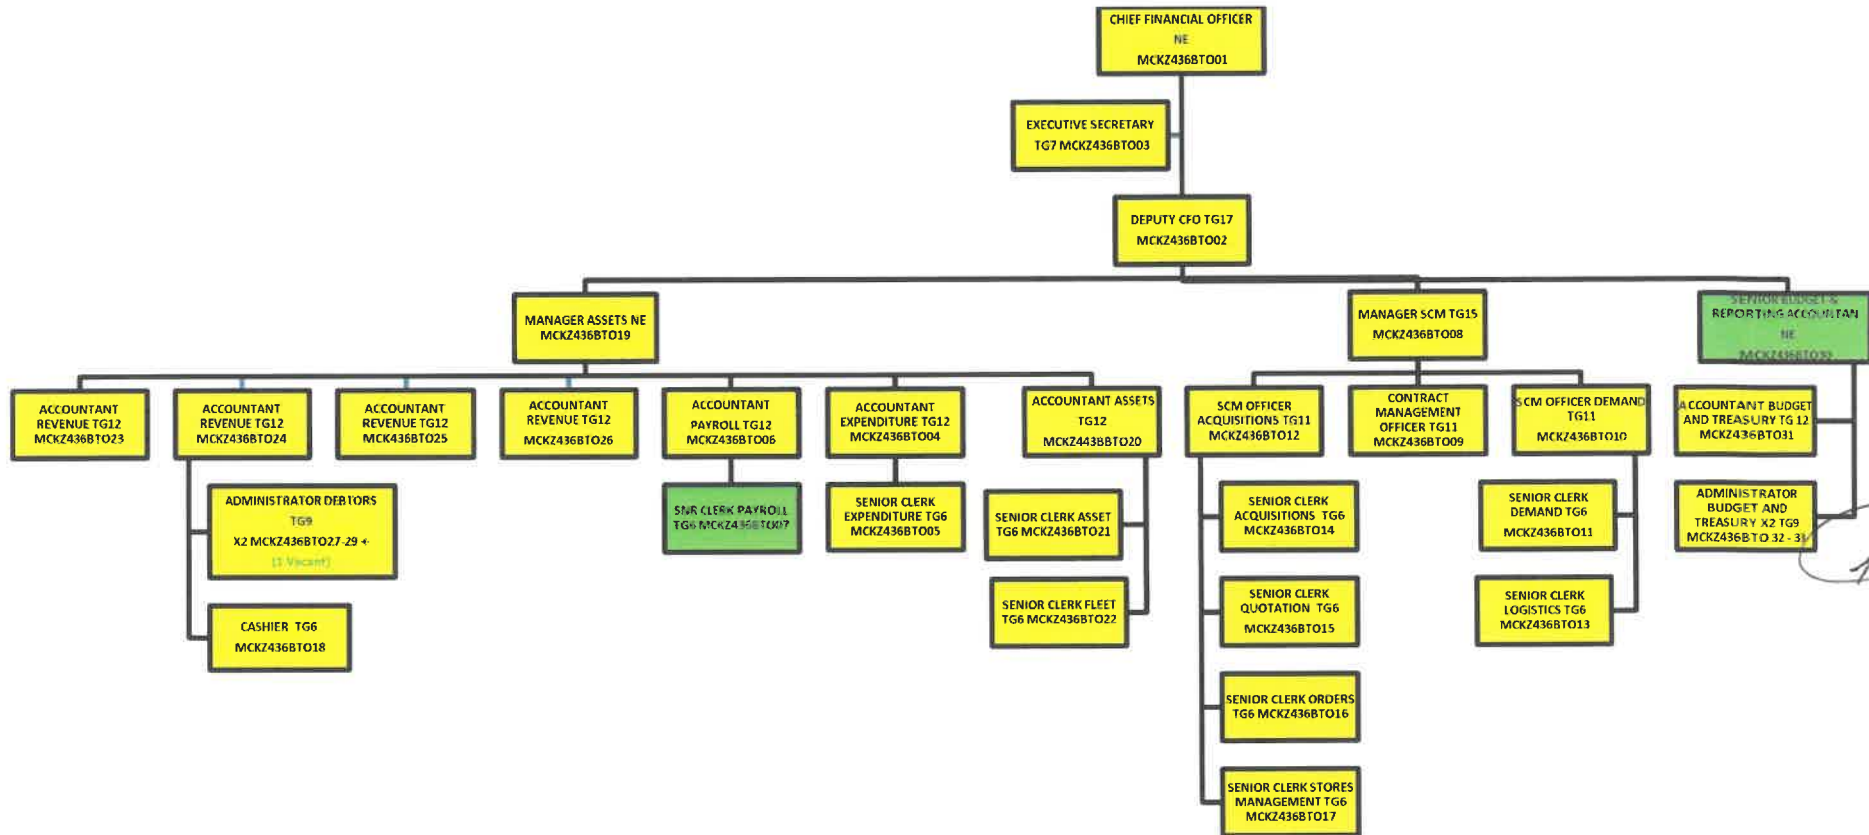 CHIEF FINANCIAL OFFICER
NE
MCKZ436BTO01
EXECUTIVE SECRETARY
TG7 MCKZ436BTO03
DEPUTY CFO TG17
MCKZ436BTO02
MANAGER ASSETS NE
MCKZ436BTO19
MANAGER SCM TG15
MCKZ436BTO08
SENIOR BUDGET &
REPORTING ACCOUNTAN
NE
MCKZ436BTO30
ACCOUNTANT
REVENUE TG12
MCKZ436BTO23
ACCOUNTANT
REVENUE TG12
MCKZ436BTO24
ACCOUNTANT
REVENUE TG12
MCK436BTO25
ACCOUNTANT
REVENUE TG12
MCKZ436BTO26
ACCOUNTANT
PAYROLL TG12
MCKZ436BTO06
ACCOUNTANT
EXPENDITURE TG12
MCKZ436BTO04
ACCOUNTANT ASSETS
TG12
MCKZ443BBTO20
SCM OFFICER
ACQUISITIONS TG11
MCKZ436BTO12
CONTRACT
MANAGEMENT
OFFICER TG11
MCKZ436BTO09
SCM OFFICER DEMAND
TG11
MCKZ436BTO10
ACCOUNTAINT BUDGET
AND TREASURY TG12
MCKZ436BTO31
ADMINISTRATOR DEBTORS
TG9
X2 MCKZ436BTO27-29 +
(1 Vacant)
CASHIER TG6
MCKZ436BTO18
SNR CLERK PAYROLL
TG6 MCKZ436BTO07
SENIOR CLERK
EXPENDITURE TG6
MCKZ436BTO05
SENIOR CLERK ASSET
TG6 MCKZ436BTO21
SENIOR CLERK FLEET
TG6 MCKZ436BTO22
SENIOR CLERK
ACQUISITIONS TG6
MCKZ436BTO14
SENIOR CLERK
QUOTATION TG6
MCKZ436BTO15
SENIOR CLERK ORDERS
TG6 MCKZ436BTO16
SENIOR CLERK STORES
MANAGEMENT TG6
MCKZ436BTO17
SENIOR CLERK
DEMAND TG6
MCKZ436BTO11
SENIOR CLERK
LOGISTICS TG6
MCKZ436BTO13
ADMINISTRATOR
BUDGET AND
TREASURY X2 TG9
MCKZ436BTO 32 -